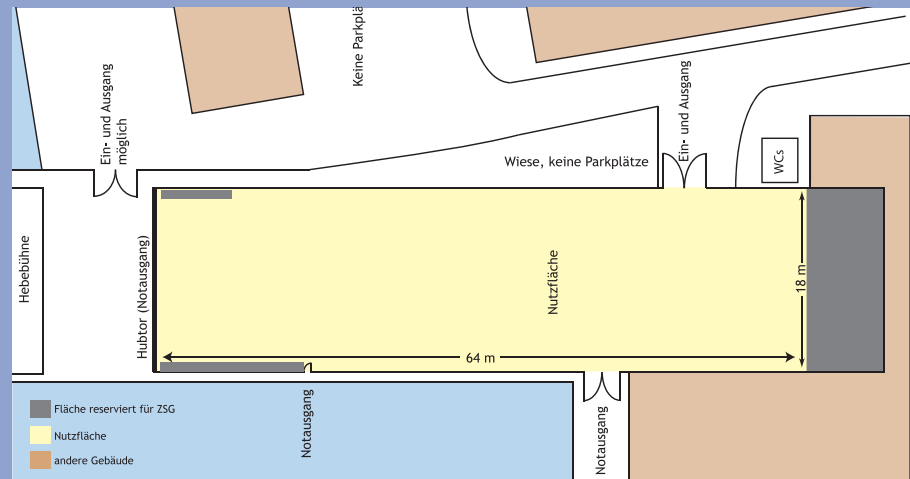 Keine Parkplä
Ein- und Ausgang
möglich
Ein- und Ausgang
Wiese, keine Parkplätze
WCs
Hebebühne
Hubtor (Notausgang)
Nutzfläche
18 m
64 m
Notausgang
Notausgang
Fläche reserviert für ZSG
Nutzfläche
andere Gebäude